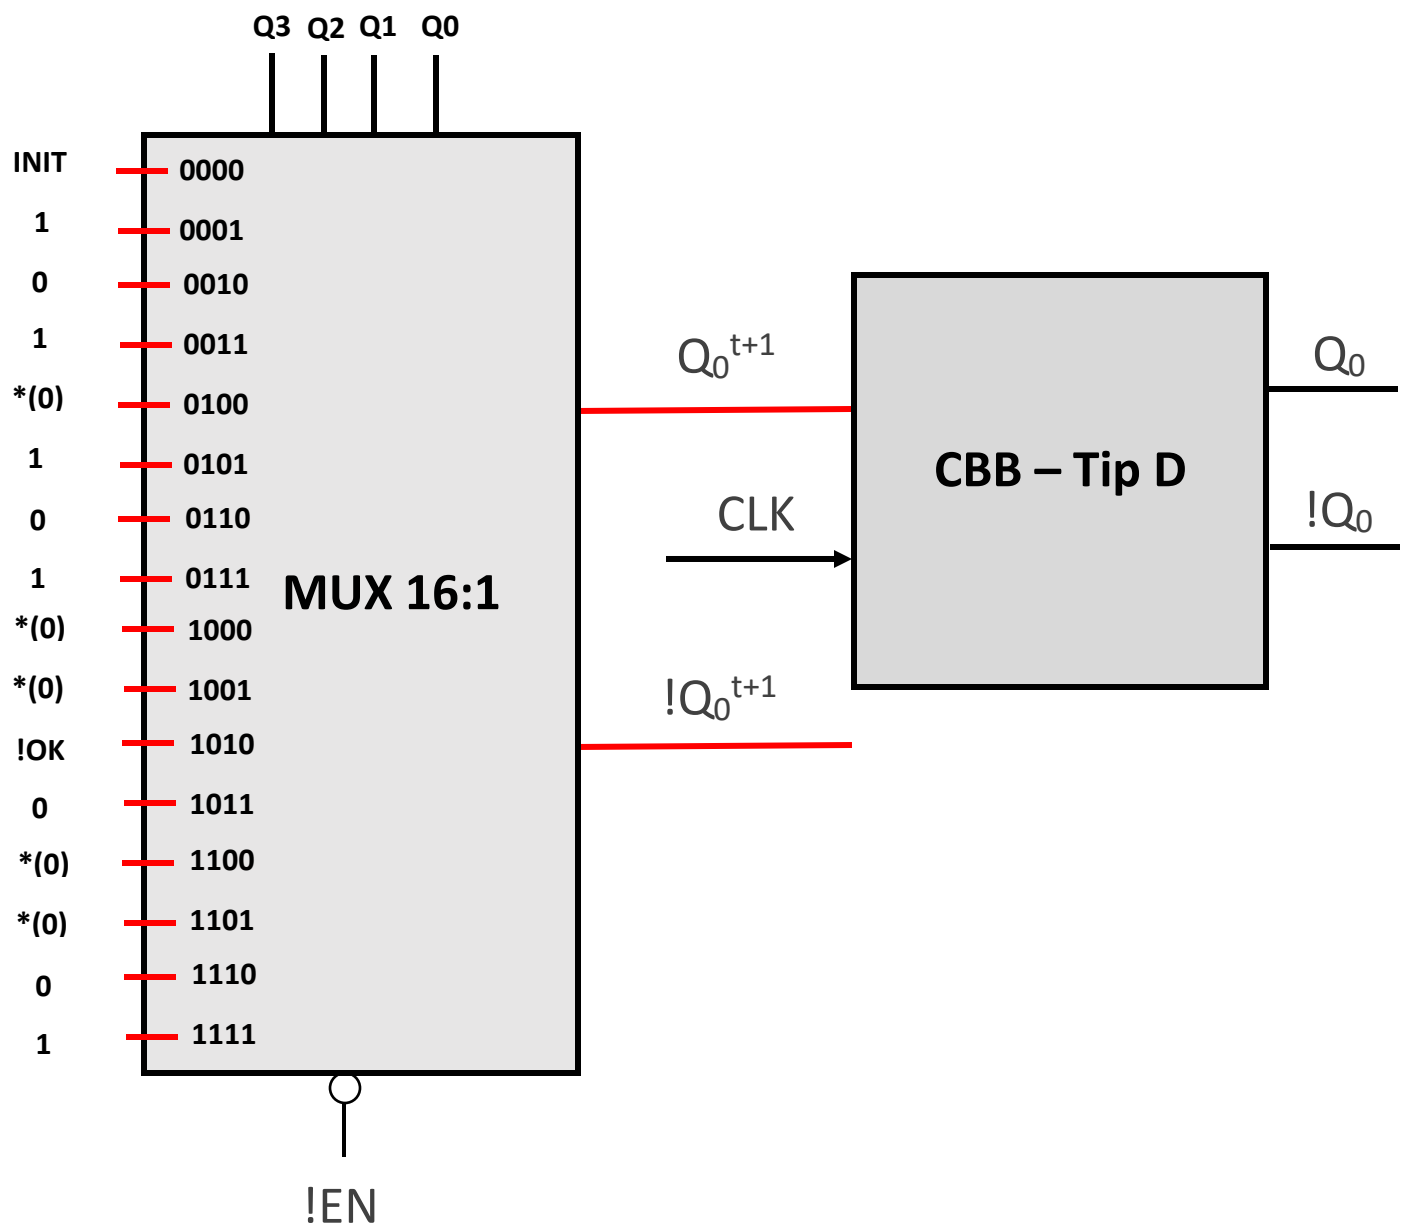 Q3 Q2 Q1 Q0
INIT 0000
1 0001
0 0010
1 0011
*(0) 0100
1 0101
0 0110
1 0111
*(0) 1000
*(0) 1001
!OK 1010
0 1011
*(0) 1100
*(0) 1101
0 1110
1 1111
MUX 16:1
!EN
Q₀ᵗ⁺¹
CLK
!Q₀ᵗ⁺¹
CBB – Tip D
Q₀
!Q₀